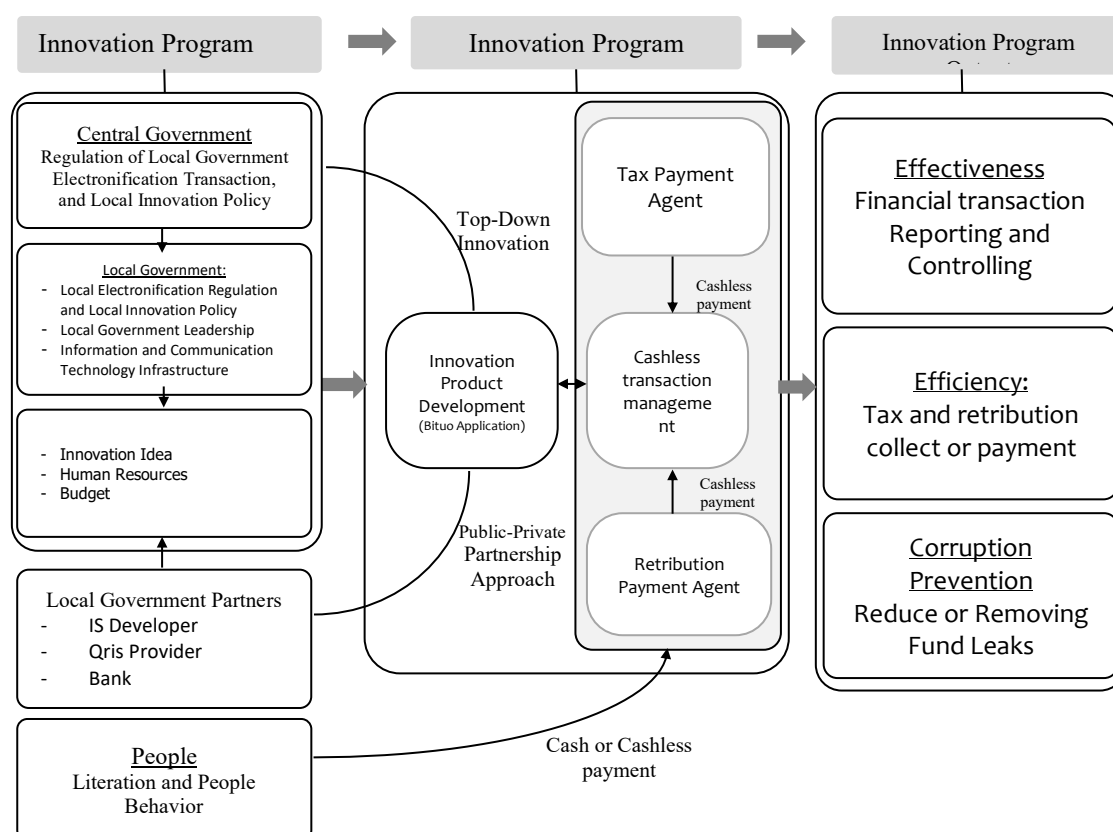 Innovation Program
Innovation Program
Innovation Program
Central Government
Regulation of Local Government
Electronification Transaction,
and Local Innovation Policy
Local Government:
- Local Electronification Regulation
and Local Innovation Policy
- Local Government Leadership
- Information and Communication
Technology Infrastructure
- Innovation Idea
- Human Resources
- Budget
Local Government Partners
- IS Developer
- Qris Provider
- Bank
People
Literation and People
Behavior
Top-Down
Innovation
Innovation
Product
Development
(Bituo Application)
Public-Private
Partnership
Approach
Tax Payment
Agent
Cashless
payment
Cashless
transaction
manageme
nt
Cashless
payment
Retribution
Payment Agent
Cash or Cashless
payment
Effectiveness
Financial transaction
Reporting and
Controlling
Efficiency:
Tax and retribution
collect or payment
Corruption
Prevention
Reduce or Removing
Fund Leaks